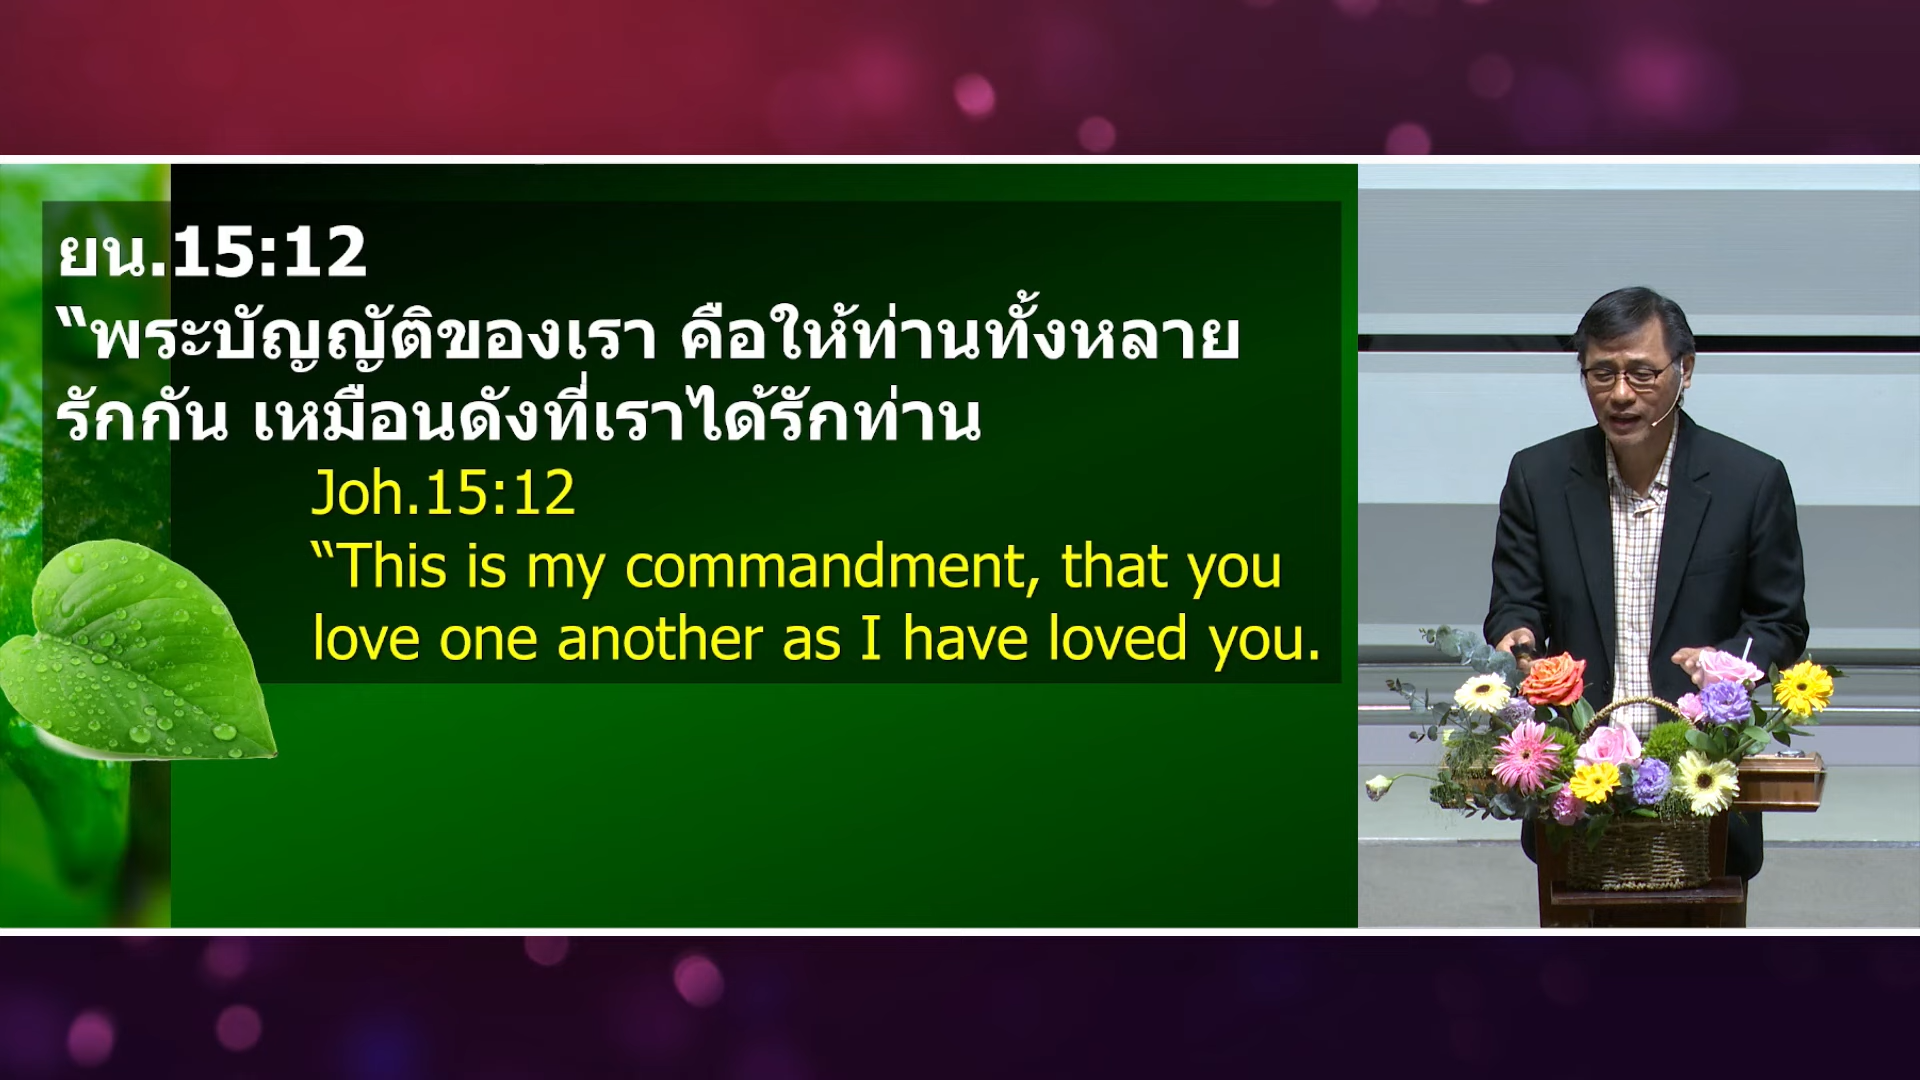 ยน.15:12
“พระบัญญัติของเรา คือให้ท่านทั้งหลาย
รักกัน เหมือนดังที่เราได้รักท่าน
Joh.15:12
“This is my commandment, that you
love one another as I have loved you.